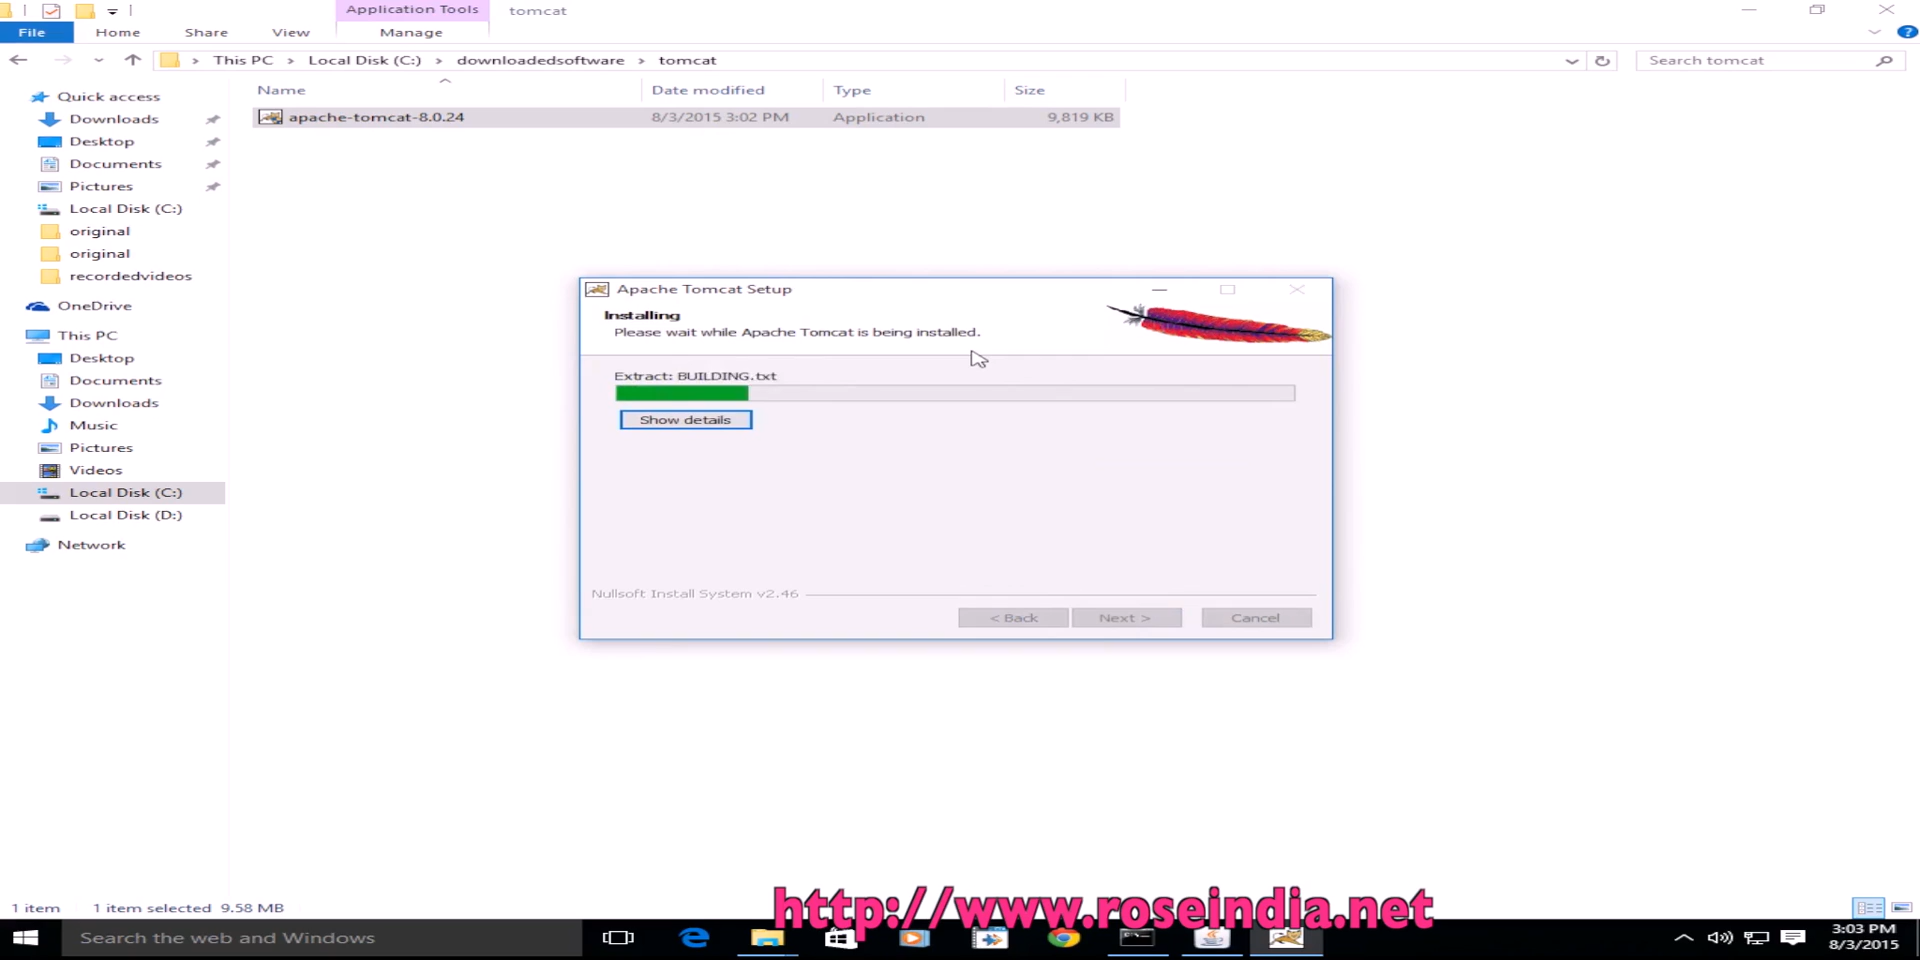 Application Tools
tomcat
File
Home
Share
View
Manage
This PC > Local Disk (C:) > downloadedsoftware > tomcat
Search tomcat
Name
Date modified
Type
Size
apache-tomcat-8.0.24
8/3/2015 3:02 PM
Application
9,819 KB
Quick access
Downloads
Desktop
Documents
Pictures
Local Disk (C:)
original
original
recordedvideos
OneDrive
This PC
Desktop
Documents
Downloads
Music
Pictures
Videos
Local Disk (C:)
Local Disk (D:)
Network
Apache Tomcat Setup
Installing
Please wait while Apache Tomcat is being installed.
Extract: BUILDING.txt
Show details
Nullsoft Install System v2.46
< Back
Next >
Cancel
1 item
1 item selected 9.58 MB
http://www.roseindia.net
Search the web and Windows
3:03 PM
8/3/2015